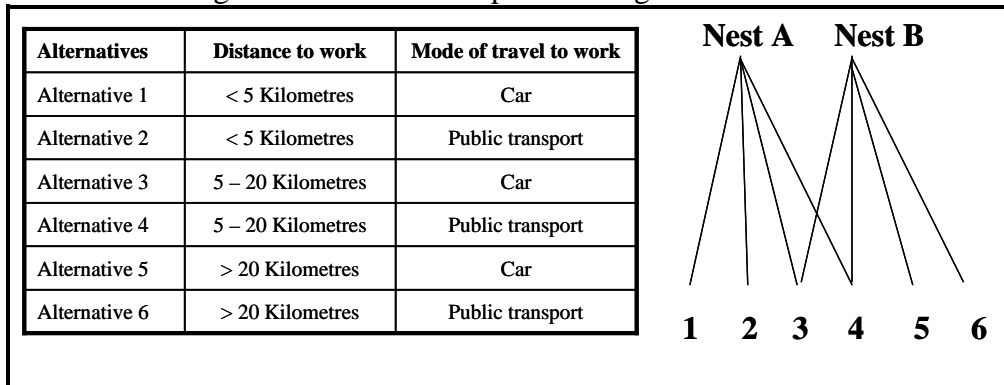 Alternatives Distance to work Mode of travel to work
Alternative 1 < 5 Kilometres Car
Alternative 2 < 5 Kilometres Public transport
Alternative 3 5 – 20 Kilometres Car
Alternative 4 5 – 20 Kilometres Public transport
Alternative 5 > 20 Kilometres Car
Alternative 6 > 20 Kilometres Public transport
Nest A Nest B
1 2 3 4 5 6